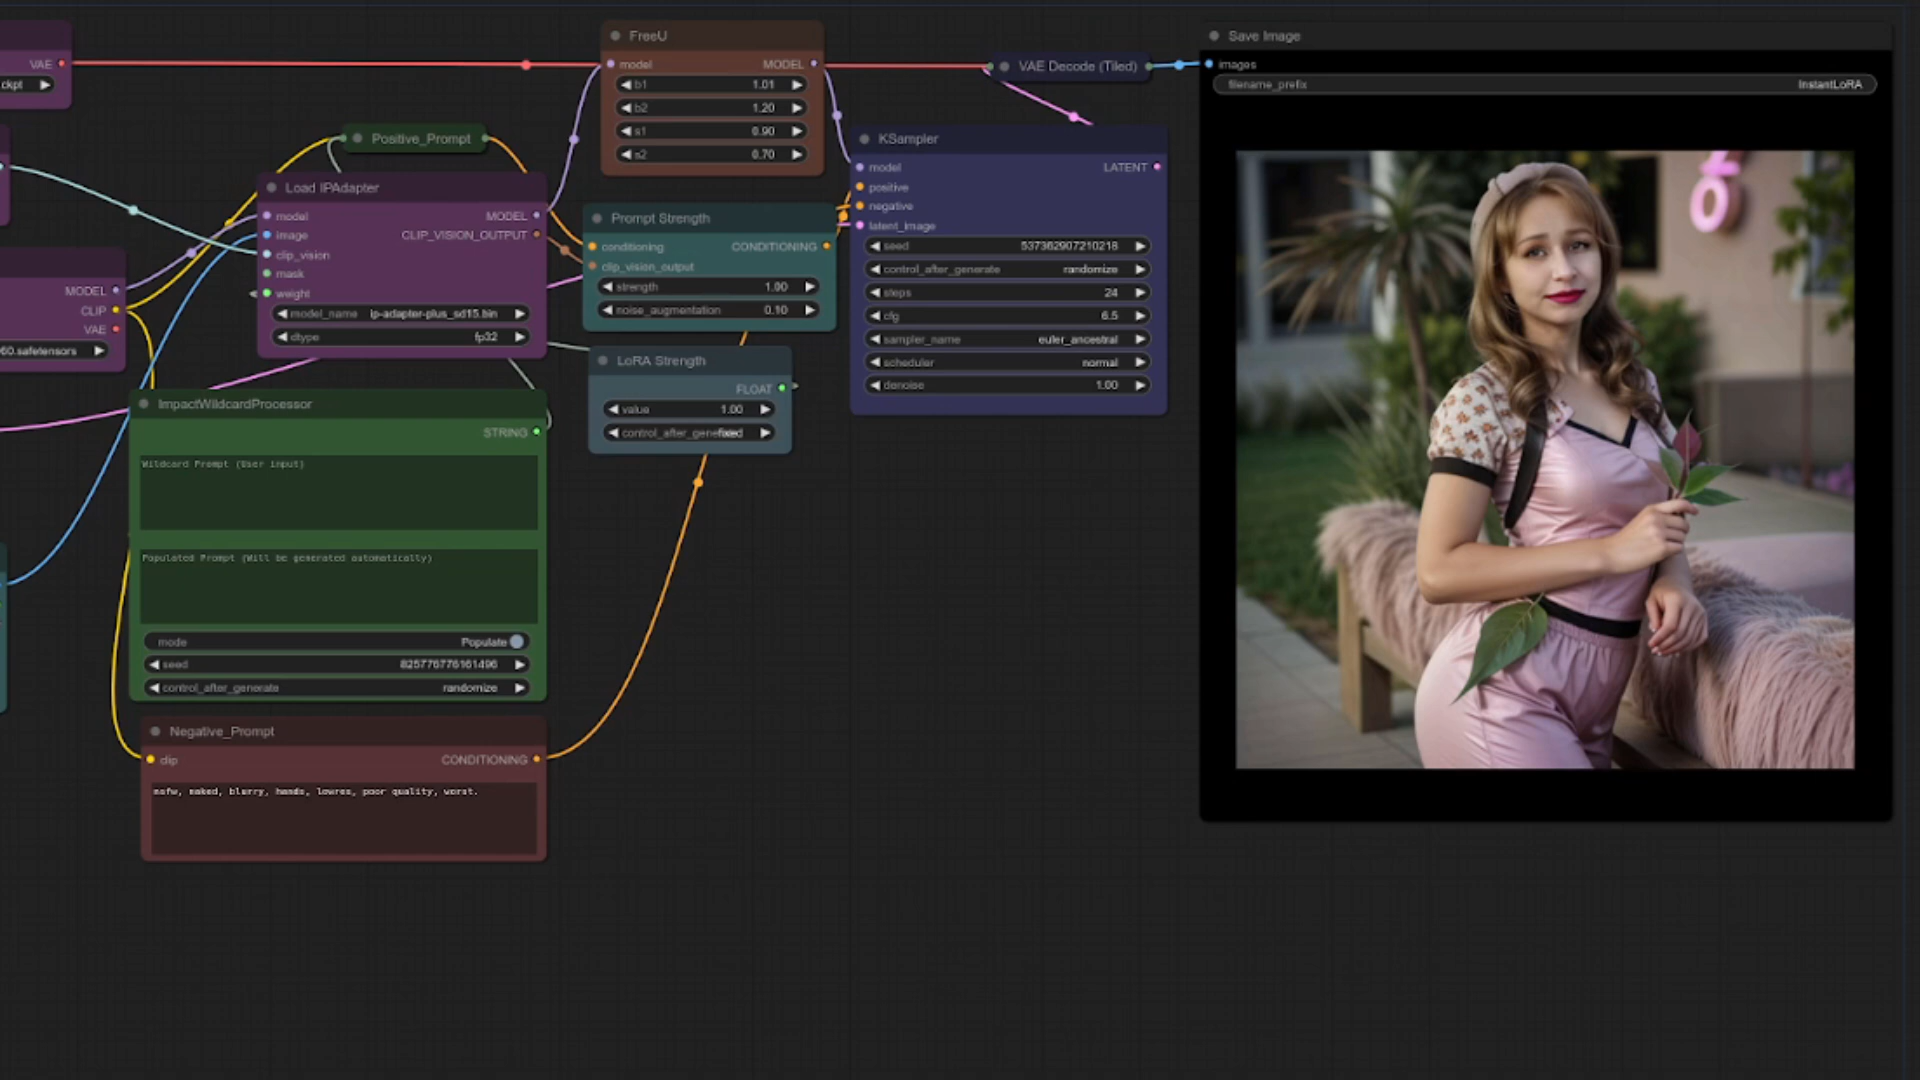 VAE
ckpt
MODEL
CLIP
VAE
60.safetensors
Positive_Prompt
Load IPAdapter
model MODEL
image CLIP_VISION_OUTPUT
clip_vision
mask
weight
model_name ip-adapter-plus_sd15.bin
dtype fp32
ImpactWildcardProcessor
STRING
Wildcard Prompt (User input)
Populated Prompt (Will be generated automatically)
mode Populate
seed 825776776161496
control_after_generate randomize
Negative_Prompt
clip CONDITIONING
nsfw, naked, blurry, hands, lowres, poor quality, worst.
FreeU
model MODEL
b1 1.01
b2 1.20
s1 0.90
s2 0.70
Prompt Strength
conditioning CONDITIONING
clip_vision_output
strength 1.00
noise_augmentation 0.10
LoRA Strength
FLOAT
value 1.00
control_after_gene fixed
KSampler
model LATENT
positive
negative
latent_image
seed 537362907210218
control_after_generate randomize
steps 24
cfg 6.5
sampler_name euler_ancestral
scheduler normal
denoise 1.00
VAE Decode (Tiled)
Save Image
images
filename_prefix InstantLoRA